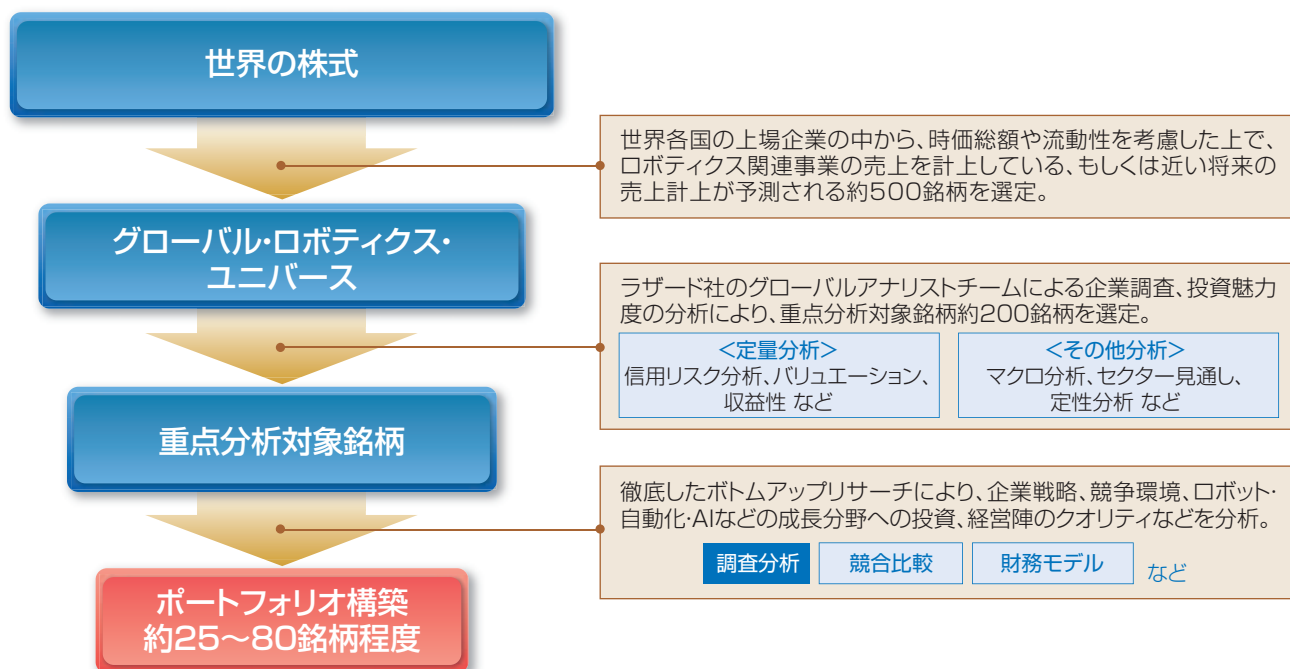 世界の株式
世界各国の上場企業の中から、時価総額や流動性を考慮した上で、
ロボティクス関連事業の売上を計上している、もしくは近い将来の
売上計上が予測される約500銘柄を選定。
グローバル・ロボティクス・
ユニバース
ラザード社のグローバルアナリストチームによる企業調査、投資魅力
度の分析により、重点分析対象銘柄約200銘柄を選定。
<定量分析>
信用リスク分析、バリュエーション、
収益性 など
<その他分析>
マクロ分析、セクター見通し、
定性分析 など
重点分析対象銘柄
徹底したボトムアップリサーチにより、企業戦略、競争環境、ロボット・
自動化・AIなどの成長分野への投資、経営陣のクオリティなどを分析。
調査分析
競合比較
財務モデル
など
ポートフォリオ構築
約25～80銘柄程度